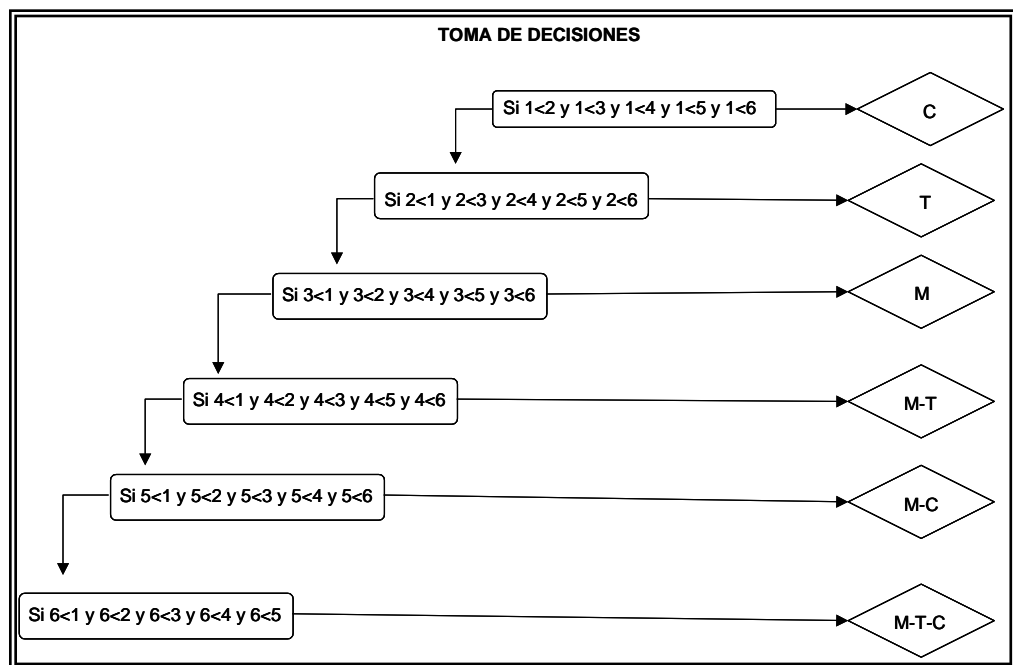 TOMA DE DECISIONES
Si 1<2 y 1<3 y 1<4 y 1<5 y 1<6
C
Si 2<1 y 2<3 y 2<4 y 2<5 y 2<6
T
Si 3<1 y 3<2 y 3<4 y 3<5 y 3<6
M
Si 4<1 y 4<2 y 4<3 y 4<5 y 4<6
M-T
Si 5<1 y 5<2 y 5<3 y 5<4 y 5<6
M-C
Si 6<1 y 6<2 y 6<3 y 6<4 y 6<5
M-T-C